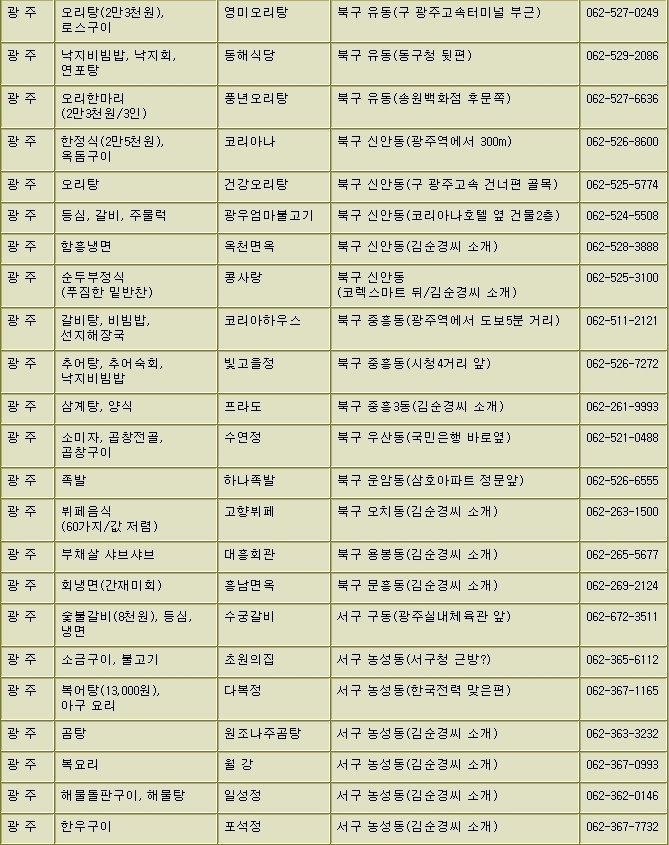 광 주 오리탕(2만3천원), 영미오리탕 북구 유동(구 광주고속터미널 부근) 062-527-0249
로스구이
광 주 낙지비빔밥, 낙지회, 동해식당 북구 유동(동구청 뒷편) 062-529-2086
연포탕
광 주 오리한마리 풍년오리탕 북구 유동(송원백화점 후문쪽) 062-527-6636
(2만3천원/3인)
광 주 한정식(2만5천원), 코리아나 북구 신안동(광주역에서 300m) 062-526-8600
옥돔구이
광 주 오리탕 건강오리탕 북구 신안동(구 광주고속 건너편 골목) 062-525-5774
광 주 등심, 갈비, 주물럭 광우엄마불고기 북구 신안동(코리아나호텔 옆 건물2층) 062-524-5508
광 주 함흥냉면 옥천면옥 북구 신안동(김순경씨 소개) 062-528-3888
광 주 순두부정식 콩사랑 북구 신안동 062-525-3100
(푸짐한 밑반찬) (코렉스마트 뒤/김순경씨 소개)
광 주 갈비탕, 비빔밥, 코리아하우스 북구 중흥동(광주역에서 도보5분 거리) 062-511-2121
선지해장국
광 주 추어탕, 추어숙회, 빛고을정 북구 중흥동(시청4거리 앞) 062-526-7272
낙지비빔밥
광 주 삼계탕, 양식 프라도 북구 중흥3동(김순경씨 소개) 062-261-9993
광 주 소미자, 곱창전골, 수연정 북구 우산동(국민은행 바로옆) 062-521-0488
곱창구이
광 주 족발 하나족발 북구 운암동(삼호아파트 정문앞) 062-526-6555
광 주 뷔페음식 고향뷔페 북구 오치동(김순경씨 소개) 062-263-1500
(60가지/값 저렴)
광 주 부채살 샤브샤브 대흥회관 북구 용봉동(김순경씨 소개) 062-265-5677
광 주 회냉면(간재미회) 흥남면옥 북구 문흥동(김순경씨 소개) 062-269-2124
광 주 숯불갈비(8천원), 등심, 수궁갈비 서구 구동(광주실내체육관 앞) 062-672-3511
냉면
광 주 소금구이, 불고기 초원의집 서구 농성동(서구청 근방?) 062-365-6112
광 주 복어탕(13,000원), 다복정 서구 농성동(한국전력 맞은편) 062-367-1165
아구 요리
광 주 곰탕 원조나주곰탕 서구 농성동(김순경씨 소개) 062-363-3232
광 주 복요리 월 강 서구 농성동(김순경씨 소개) 062-367-0993
광 주 해물돌판구이, 해물탕 일성정 서구 농성동(김순경씨 소개) 062-362-0146
광 주 한우구이 포석정 서구 농성동(김순경씨 소개) 062-367-7732